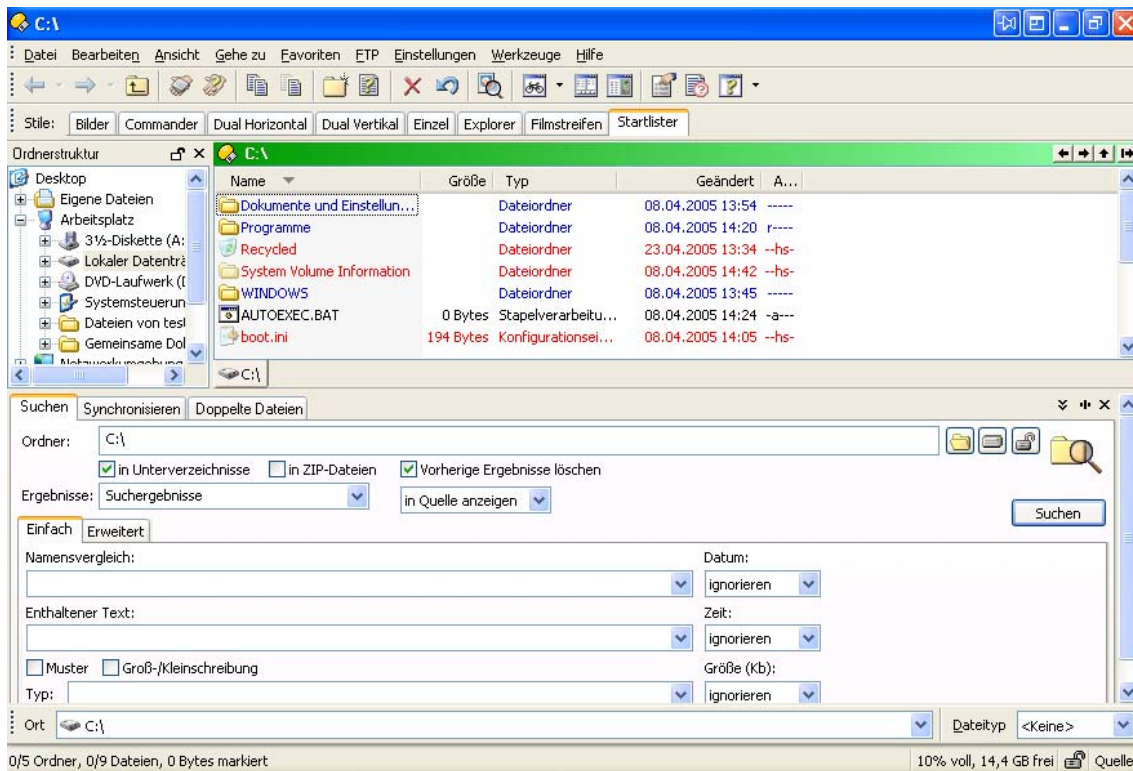 C:\
Datei Bearbeiten Ansicht Gehe zu Favoriten FTP Einstellungen Werkzeuge Hilfe
Stile: Bilder Commander Dual Horizontal Dual Vertikal Einzel Explorer Filmstreifen Startlister
Ordnerstruktur
Desktop
Eigene Dateien
Arbeitsplatz
3½-Diskette (A:
Lokaler Datenträ
DVD-Laufwerk (D
Systemsteuerun
Dateien von test
Gemeinsame Dol
Netzwerkumgebung
C:\
Name Größe Typ Geändert A...
Dokumente und Einstellun... Dateiordner 08.04.2005 13:54 -----
Programme Dateiordner 08.04.2005 14:20 r----
Recycled Dateiordner 23.04.2005 13:34 --hs-
System Volume Information Dateiordner 08.04.2005 14:42 --hs-
WINDOWS Dateiordner 08.04.2005 13:45 -----
AUTOEXEC.BAT 0 Bytes Stapelverarbeitu... 08.04.2005 14:24 -a---
boot.ini 194 Bytes Konfigurationsei... 08.04.2005 14:05 --hs-
C:\
Suchen Synchronisieren Doppelte Dateien
Ordner: C:\
in Unterverzeichnisse in ZIP-Dateien Vorherige Ergebnisse löschen
Ergebnisse: Suchergebnisse in Quelle anzeigen
Suchen
Einfach Erweitert
Namensvergleich: Datum:
ignorieren
Enthaltener Text: Zeit:
ignorieren
Muster Groß-/Kleinschreibung Größe (Kb):
Typ: ignorieren
Ort C:\ Dateityp <Keine>
0/5 Ordner, 0/9 Dateien, 0 Bytes markiert 10% voll, 14,4 GB frei Quelle